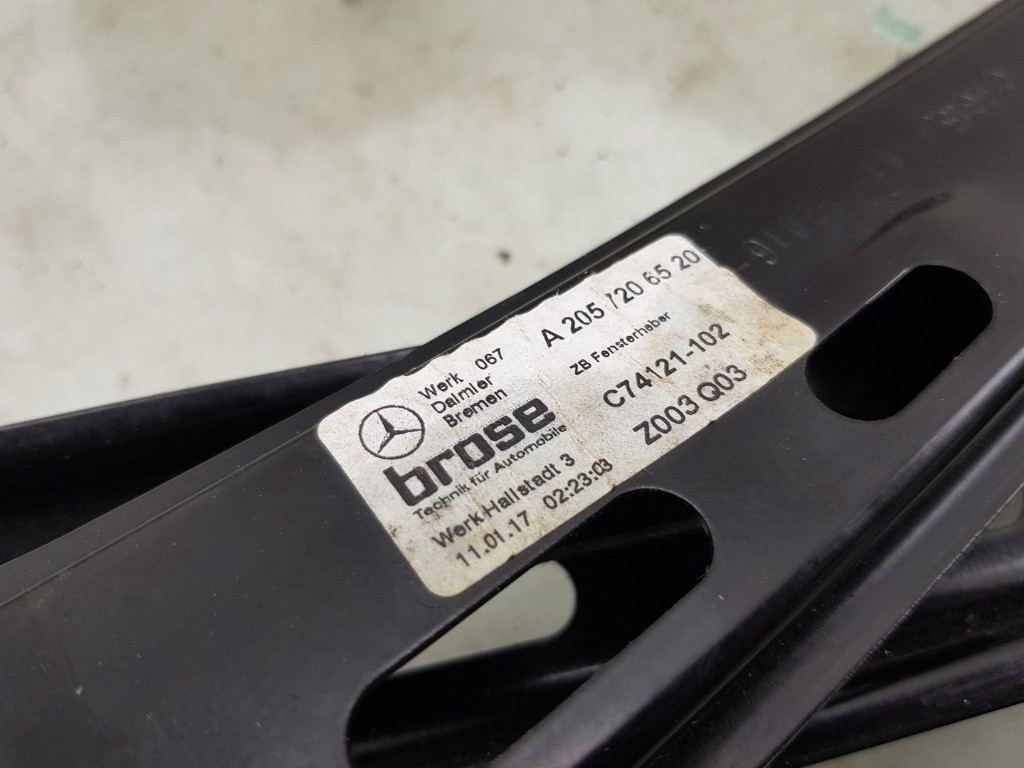 Werk 067
Daimler
Bremen
brose
Technik für Automobile
Werk Hallstadt 3
11.01.17 02:23:03
A 205 720 65 20
ZB Fensterheber
C74121-102
Z003 Q03